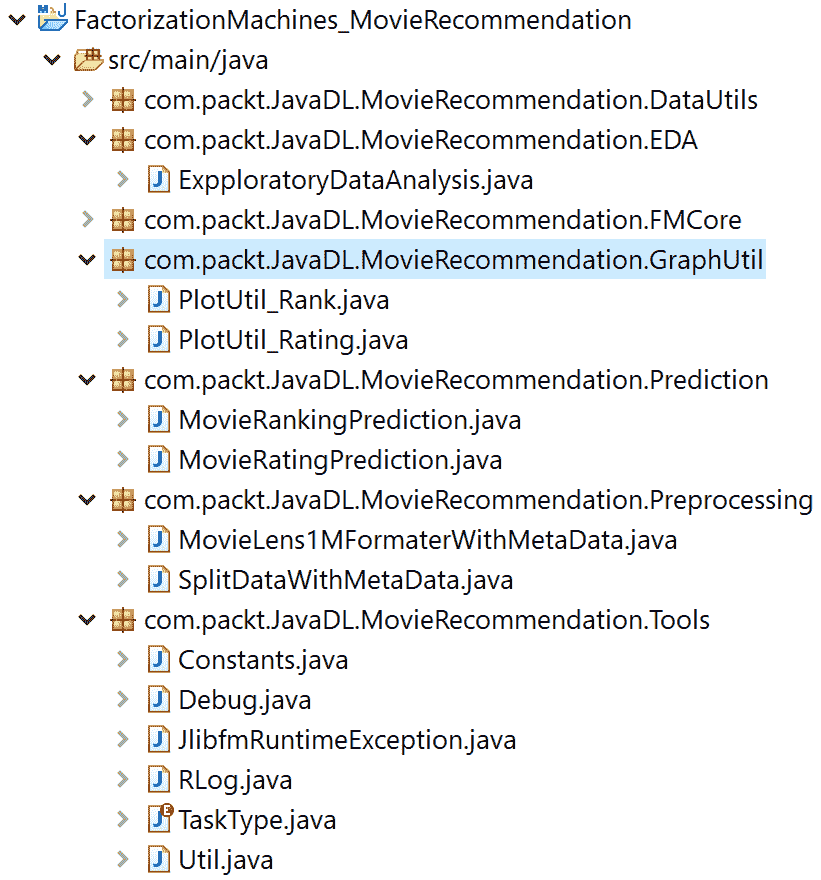 FactorizationMachines_MovieRecommendation
src/main/java
com.packt.JavaDL.MovieRecommendation.DataUtils
com.packt.JavaDL.MovieRecommendation.EDA
ExpploratoryDataAnalysis.java
com.packt.JavaDL.MovieRecommendation.FMCore
com.packt.JavaDL.MovieRecommendation.GraphUtil
PlotUtil_Rank.java
PlotUtil_Rating.java
com.packt.JavaDL.MovieRecommendation.Prediction
MovieRankingPrediction.java
MovieRatingPrediction.java
com.packt.JavaDL.MovieRecommendation.Preprocessing
MovieLens1MFormaterWithMetaData.java
SplitDataWithMetaData.java
com.packt.JavaDL.MovieRecommendation.Tools
Constants.java
Debug.java
JlibfmRuntimeException.java
RLog.java
TaskType.java
Util.java